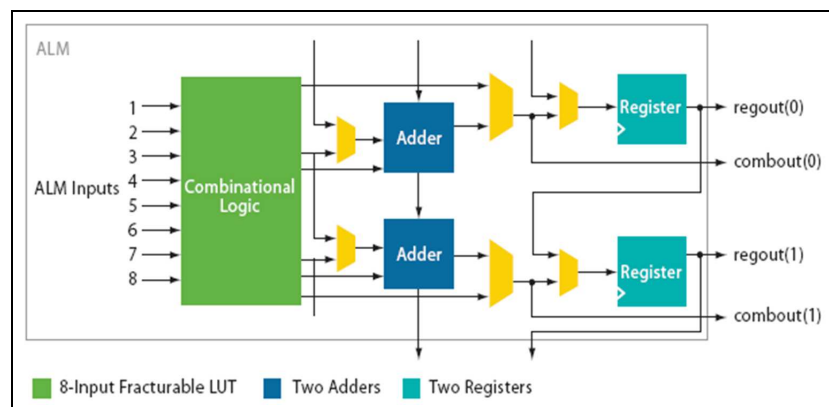 ALM
ALM Inputs
1
2
3
4
5
6
7
8
Combinational
Logic
Adder
Adder
Register
Register
regout(0)
combout(0)
regout(1)
combout(1)
8-Input Fracturable LUT
Two Adders
Two Registers